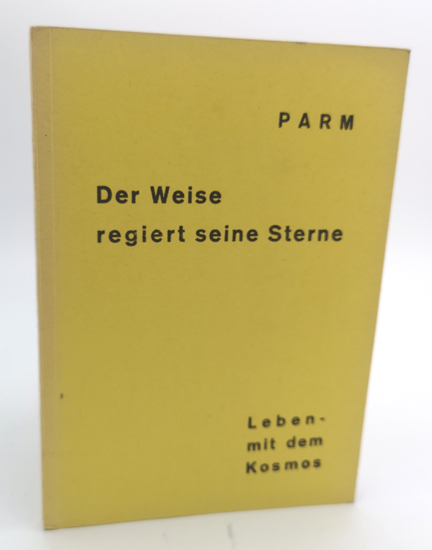 PARM
Der Weise
regiert seine Sterne
Leben-
mit dem
Kosmos